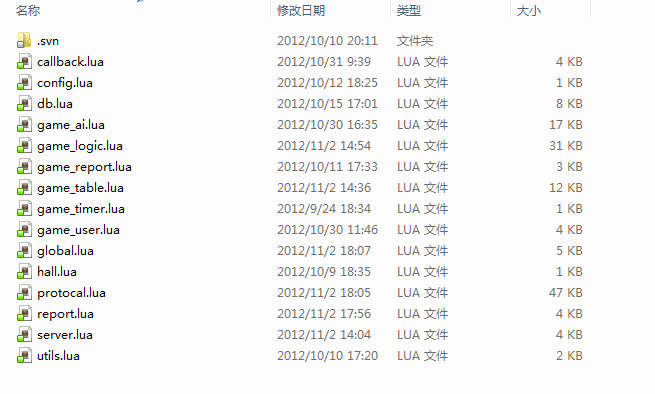 名称 修改日期 类型 大小
.svn 2012/10/10 20:11 文件夹
callback.lua 2012/10/31 9:39 LUA 文件 4 KB
config.lua 2012/10/12 18:25 LUA 文件 1 KB
db.lua 2012/10/15 17:01 LUA 文件 8 KB
game_ai.lua 2012/10/30 16:35 LUA 文件 17 KB
game_logic.lua 2012/11/2 14:54 LUA 文件 31 KB
game_report.lua 2012/10/11 17:33 LUA 文件 3 KB
game_table.lua 2012/11/2 14:36 LUA 文件 12 KB
game_timer.lua 2012/9/24 18:34 LUA 文件 1 KB
game_user.lua 2012/10/30 11:46 LUA 文件 4 KB
global.lua 2012/11/2 18:07 LUA 文件 5 KB
hall.lua 2012/10/9 18:35 LUA 文件 1 KB
protocal.lua 2012/11/2 18:05 LUA 文件 47 KB
report.lua 2012/11/2 17:56 LUA 文件 4 KB
server.lua 2012/11/2 14:04 LUA 文件 4 KB
utils.lua 2012/10/10 17:20 LUA 文件 2 KB